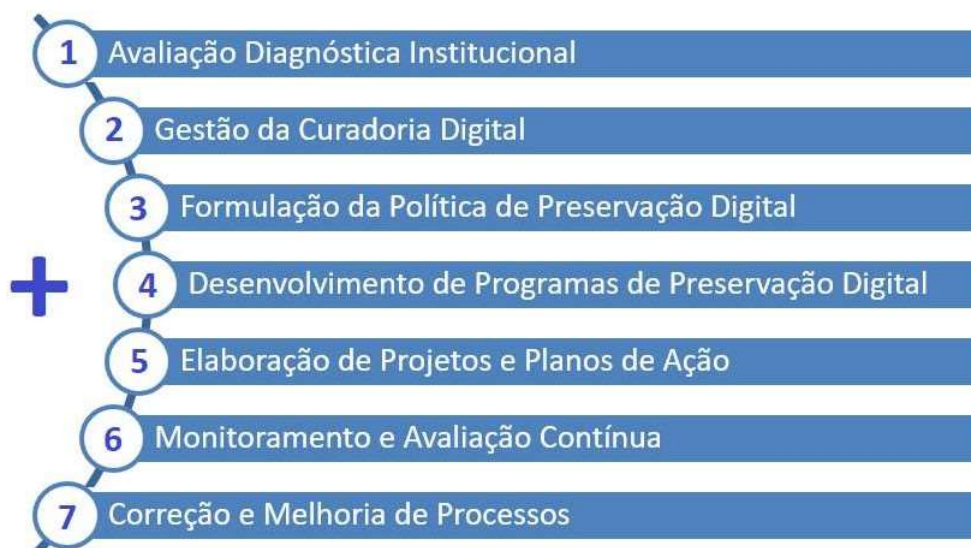 1 Avaliação Diagnóstica Institucional
2 Gestão da Curadoria Digital
3 Formulação da Política de Preservação Digital
+
4 Desenvolvimento de Programas de Preservação Digital
5 Elaboração de Projetos e Planos de Ação
6 Monitoramento e Avaliação Contínua
7 Correção e Melhoria de Processos